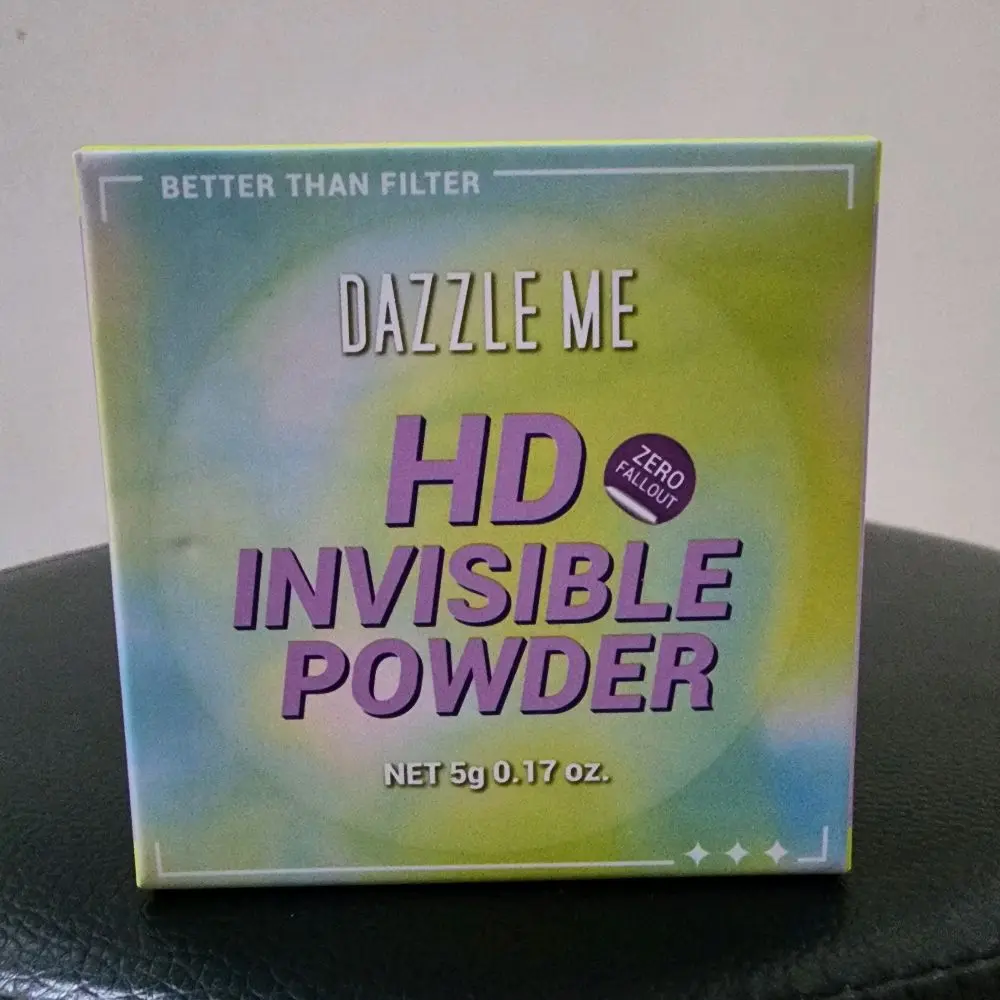 BETTER THAN FILTER
DAZZLE ME
HD
ZERO
FALLOUT
INVISIBLE
POWDER
NET 5g 0.17 oz.